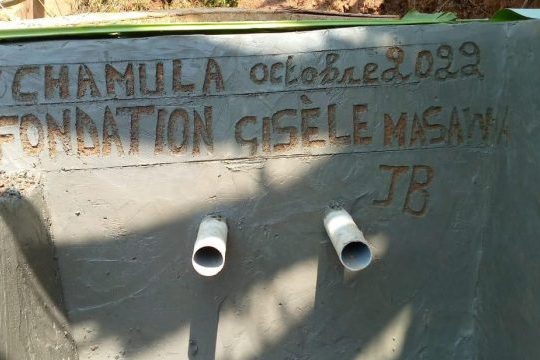 CHAMULA Octobre 2022
FONDATION GISÈLE MASAWA
JB